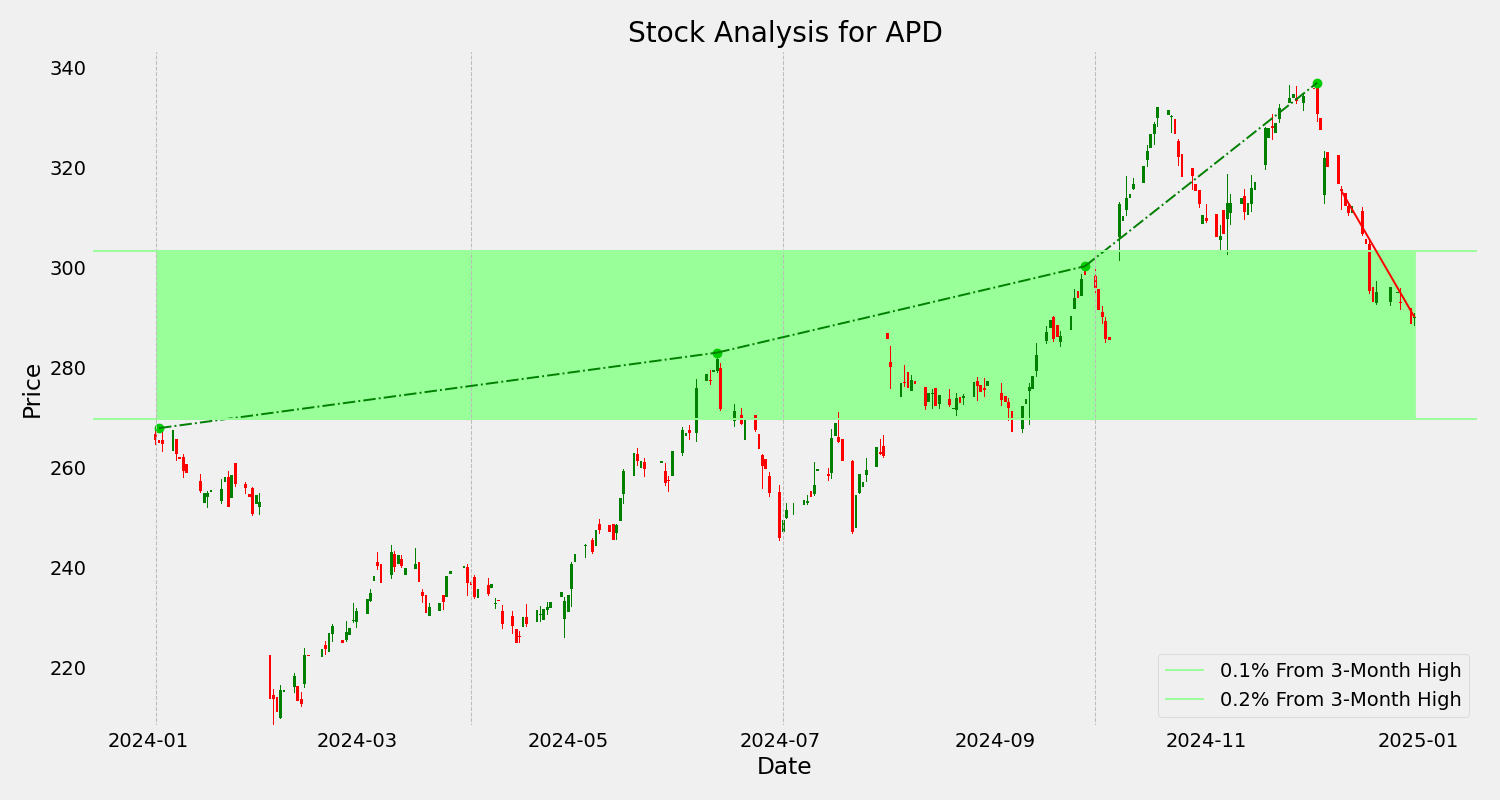 Stock Analysis for APD
340
320
300
280
260
240
220
Price
0.1% From 3-Month High
0.2% From 3-Month High
2024-01
2024-03
2024-05
2024-07
2024-09
2024-11
2025-01
Date